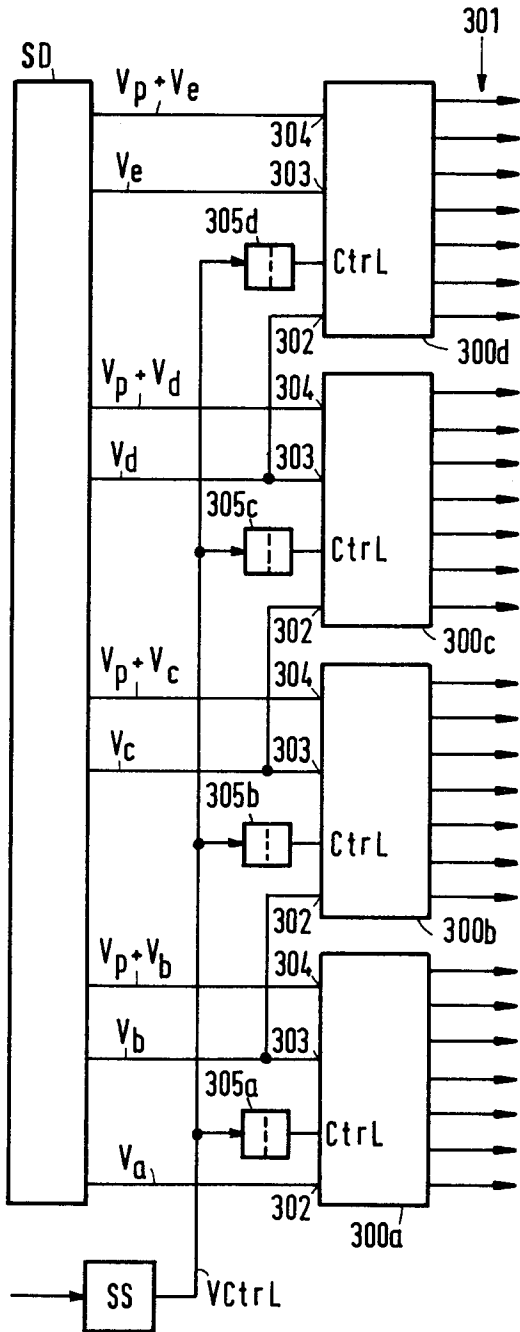 301
SD
Vp + Ve
304
Ve
303
305d
CtrL
302
300d
Vp + Vd
304
Vd
303
305c
CtrL
302
300c
Vp + Vc
304
Vc
303
305b
CtrL
302
300b
Vp + Vb
304
Vb
303
305a
CtrL
Va
302
300a
SS
VCtrL